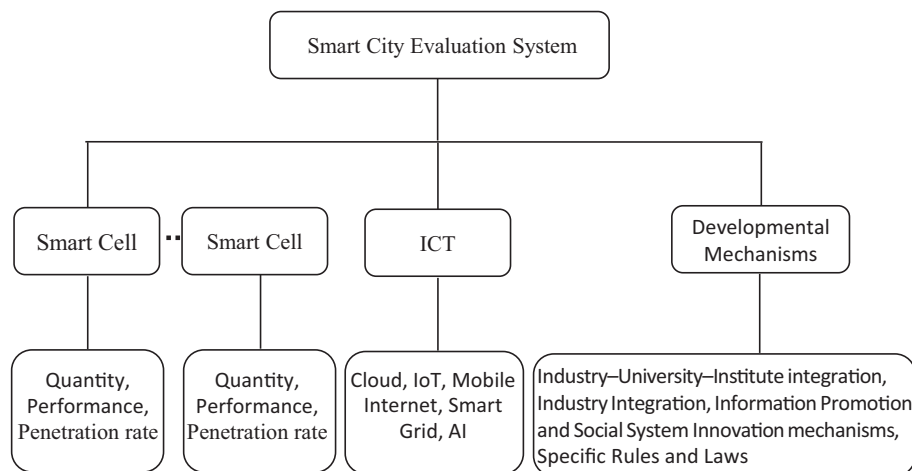 Smart City Evaluation System
Smart Cell
..
Smart Cell
ICT
Developmental
Mechanisms
Quantity,
Performance,
Penetration rate
Quantity,
Performance,
Penetration rate
Cloud, IoT, Mobile
Internet, Smart
Grid, AI
Industry–University–Institute integration,
Industry Integration, Information Promotion
and Social System Innovation mechanisms,
Specific Rules and Laws